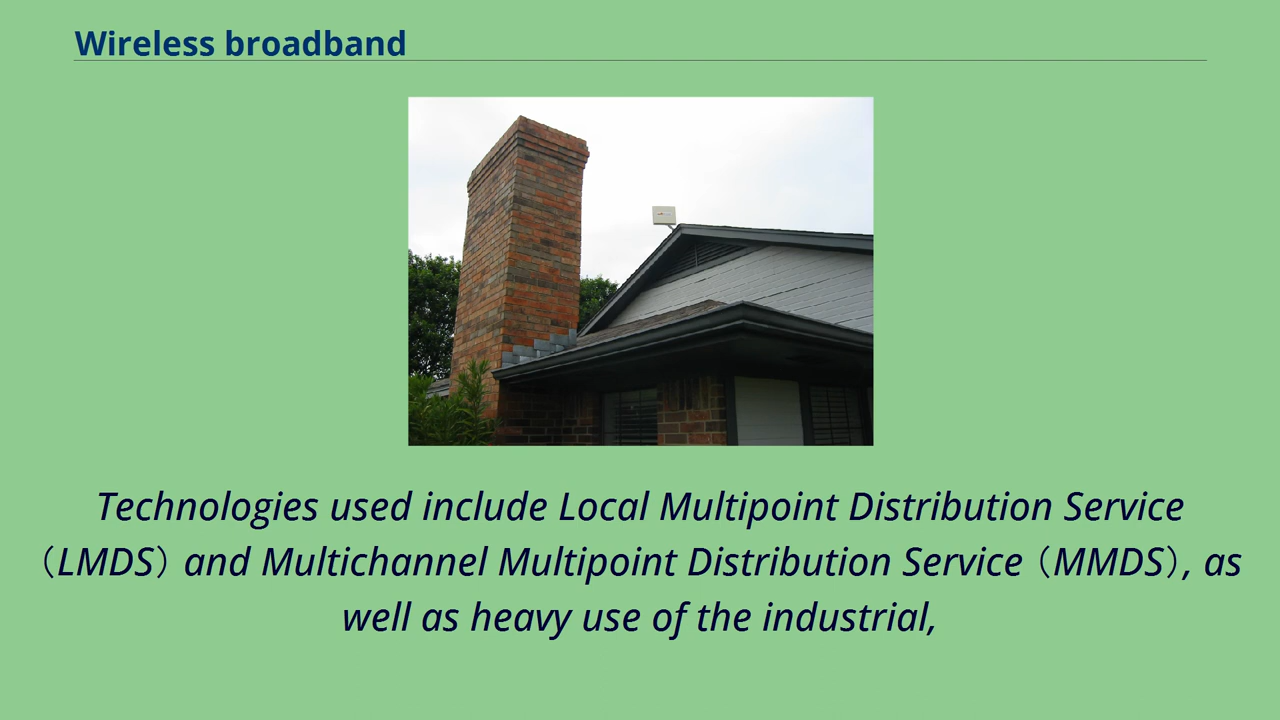 Wireless broadband
Technologies used include Local Multipoint Distribution Service
(LMDS) and Multichannel Multipoint Distribution Service (MMDS), as
well as heavy use of the industrial,